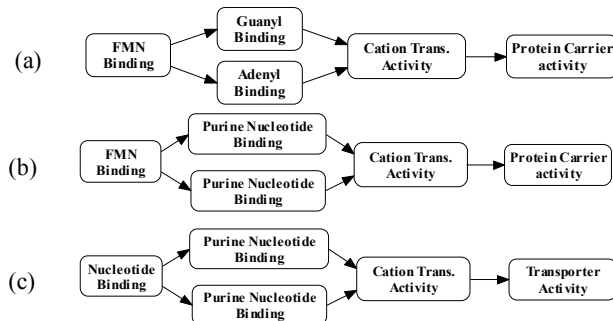 (a)
FMN
Binding
Guanyl
Binding
Adenyl
Binding
Cation Trans.
Activity
Protein Carrier
activity
(b)
FMN
Binding
Purine Nucleotide
Binding
Purine Nucleotide
Binding
Cation Trans.
Activity
Protein Carrier
activity
(c)
Nucleotide
Binding
Purine Nucleotide
Binding
Purine Nucleotide
Binding
Cation Trans.
Activity
Transporter
Activity